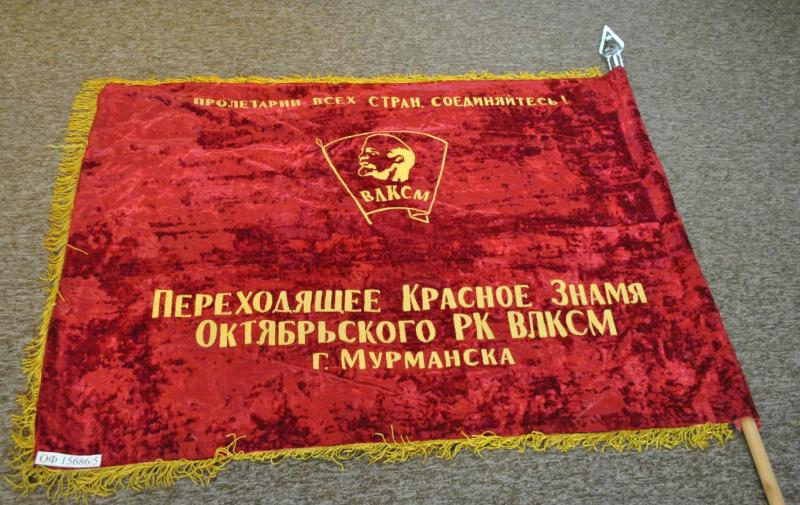 ПРОЛЕТАРИИ ВСЕХ СТРАН, СОЕДИНЯЙТЕСЬ!
ВЛКСМ
ПЕРЕХОДЯЩЕЕ КРАСНОЕ ЗНАМЯ
ОКТЯБРЬСКОГО РК ВЛКСМ
Г. МУРМАНСКА
ОФ 15686/5